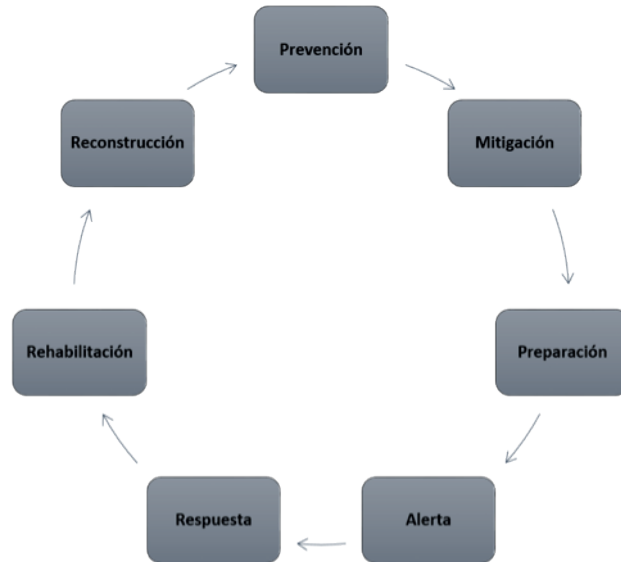 Prevención
Mitigación
Preparación
Alerta
Respuesta
Rehabilitación
Reconstrucción